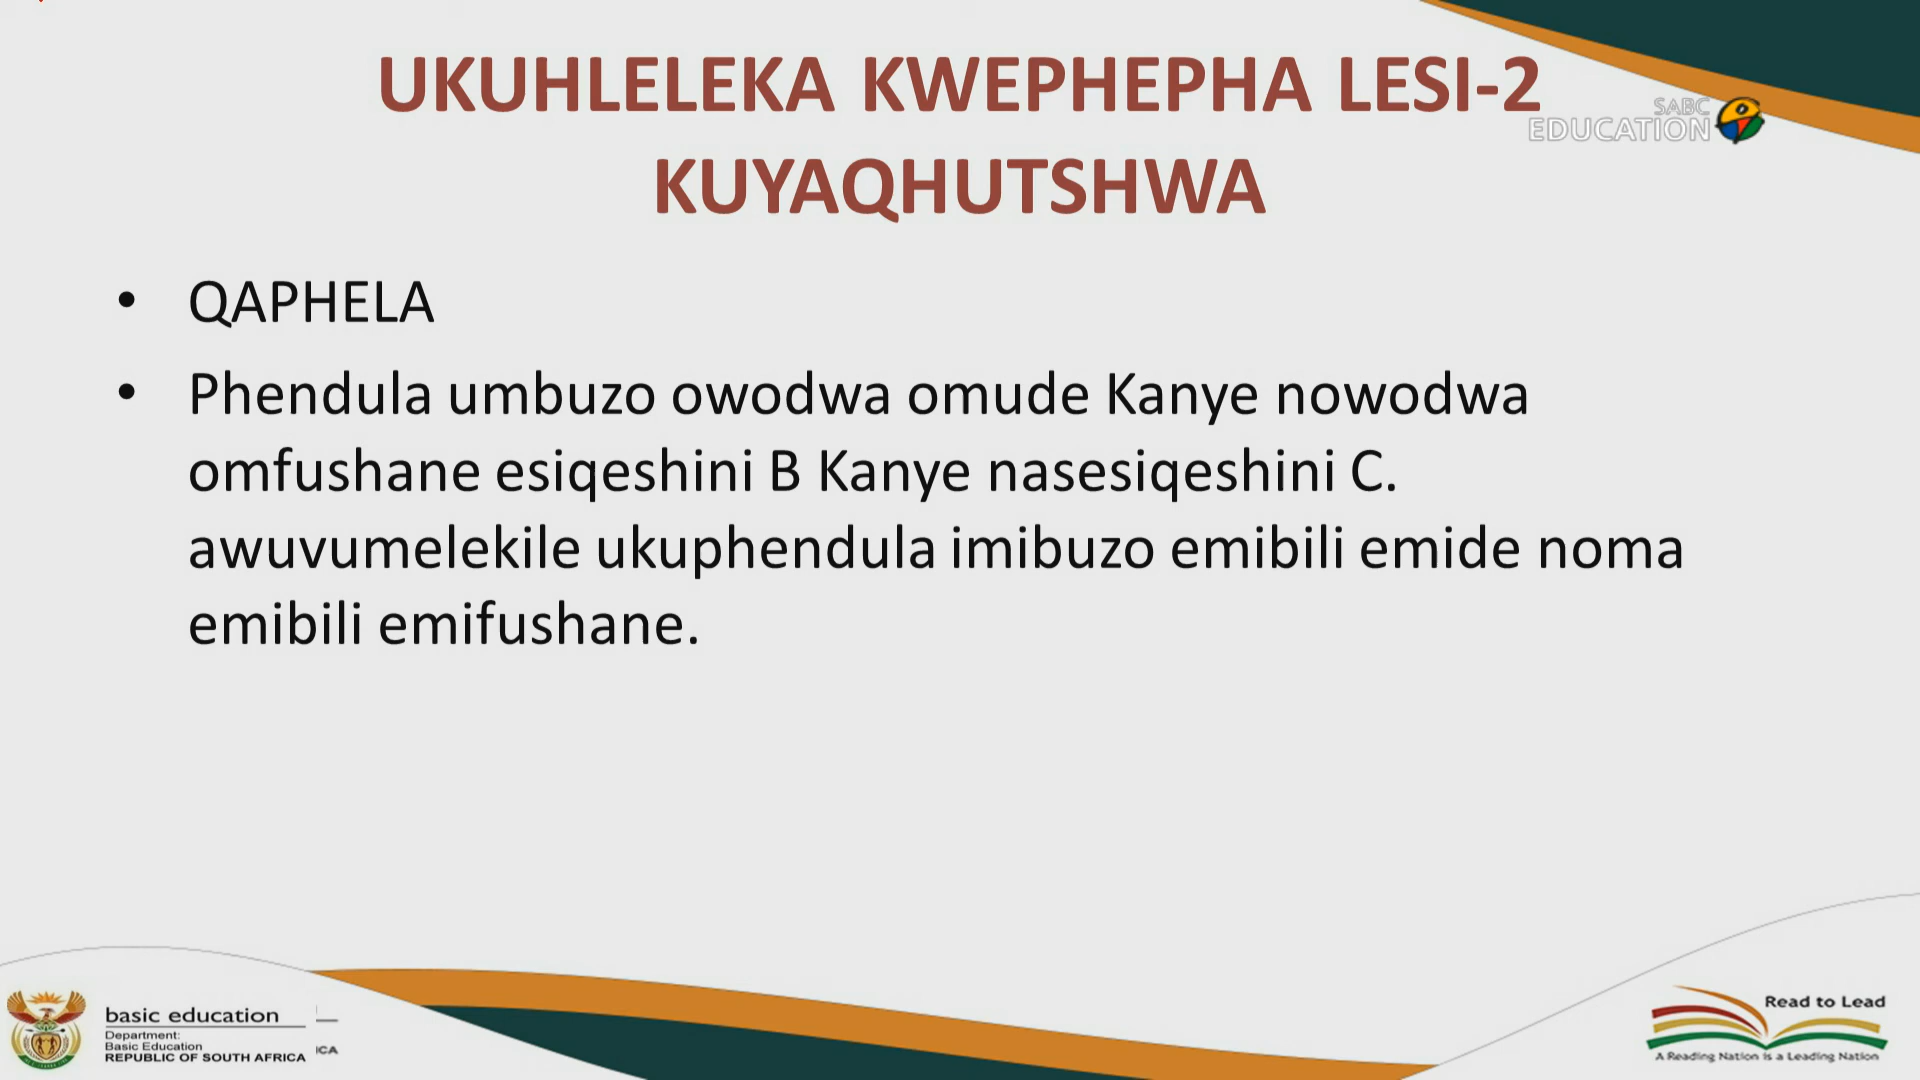 UKUHLELEKA KWEPHEPHA LESI-2
KUYAQHUTSHWA
SABC
EDUCATION
• QAPHELA
• Phendula umbuzo owodwa omude Kanye nowodwa
omfushane esiqeshini B Kanye nasesiqeshini C.
awuvumelekile ukuphendula imibuzo emibili emide noma
emibili emifushane.
basic education
Department:
Basic Education
REPUBLIC OF SOUTH AFRICA
ICA
Read to Lead
A Reading Nation is a Leading Nation